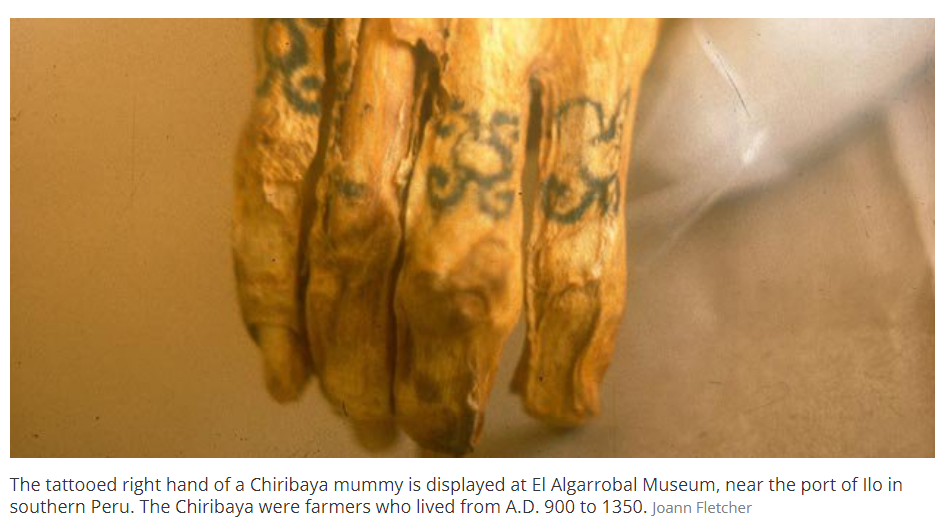 The tattooed right hand of a Chiribaya mummy is displayed at El Algarrobal Museum, near the port of Ilo in
southern Peru. The Chiribaya were farmers who lived from A.D. 900 to 1350. Joann Fletcher